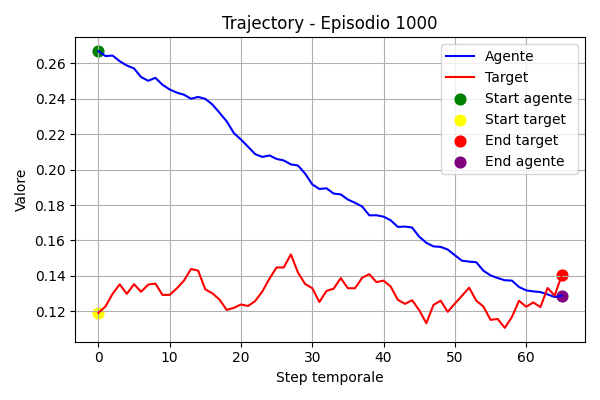 Trajectory - Episodio 1000
Valore
0.26
0.24
0.22
0.20
0.18
0.16
0.14
0.12
Agente
Target
Start agente
Start target
End target
End agente
0 10 20 30 40 50 60
Step temporale